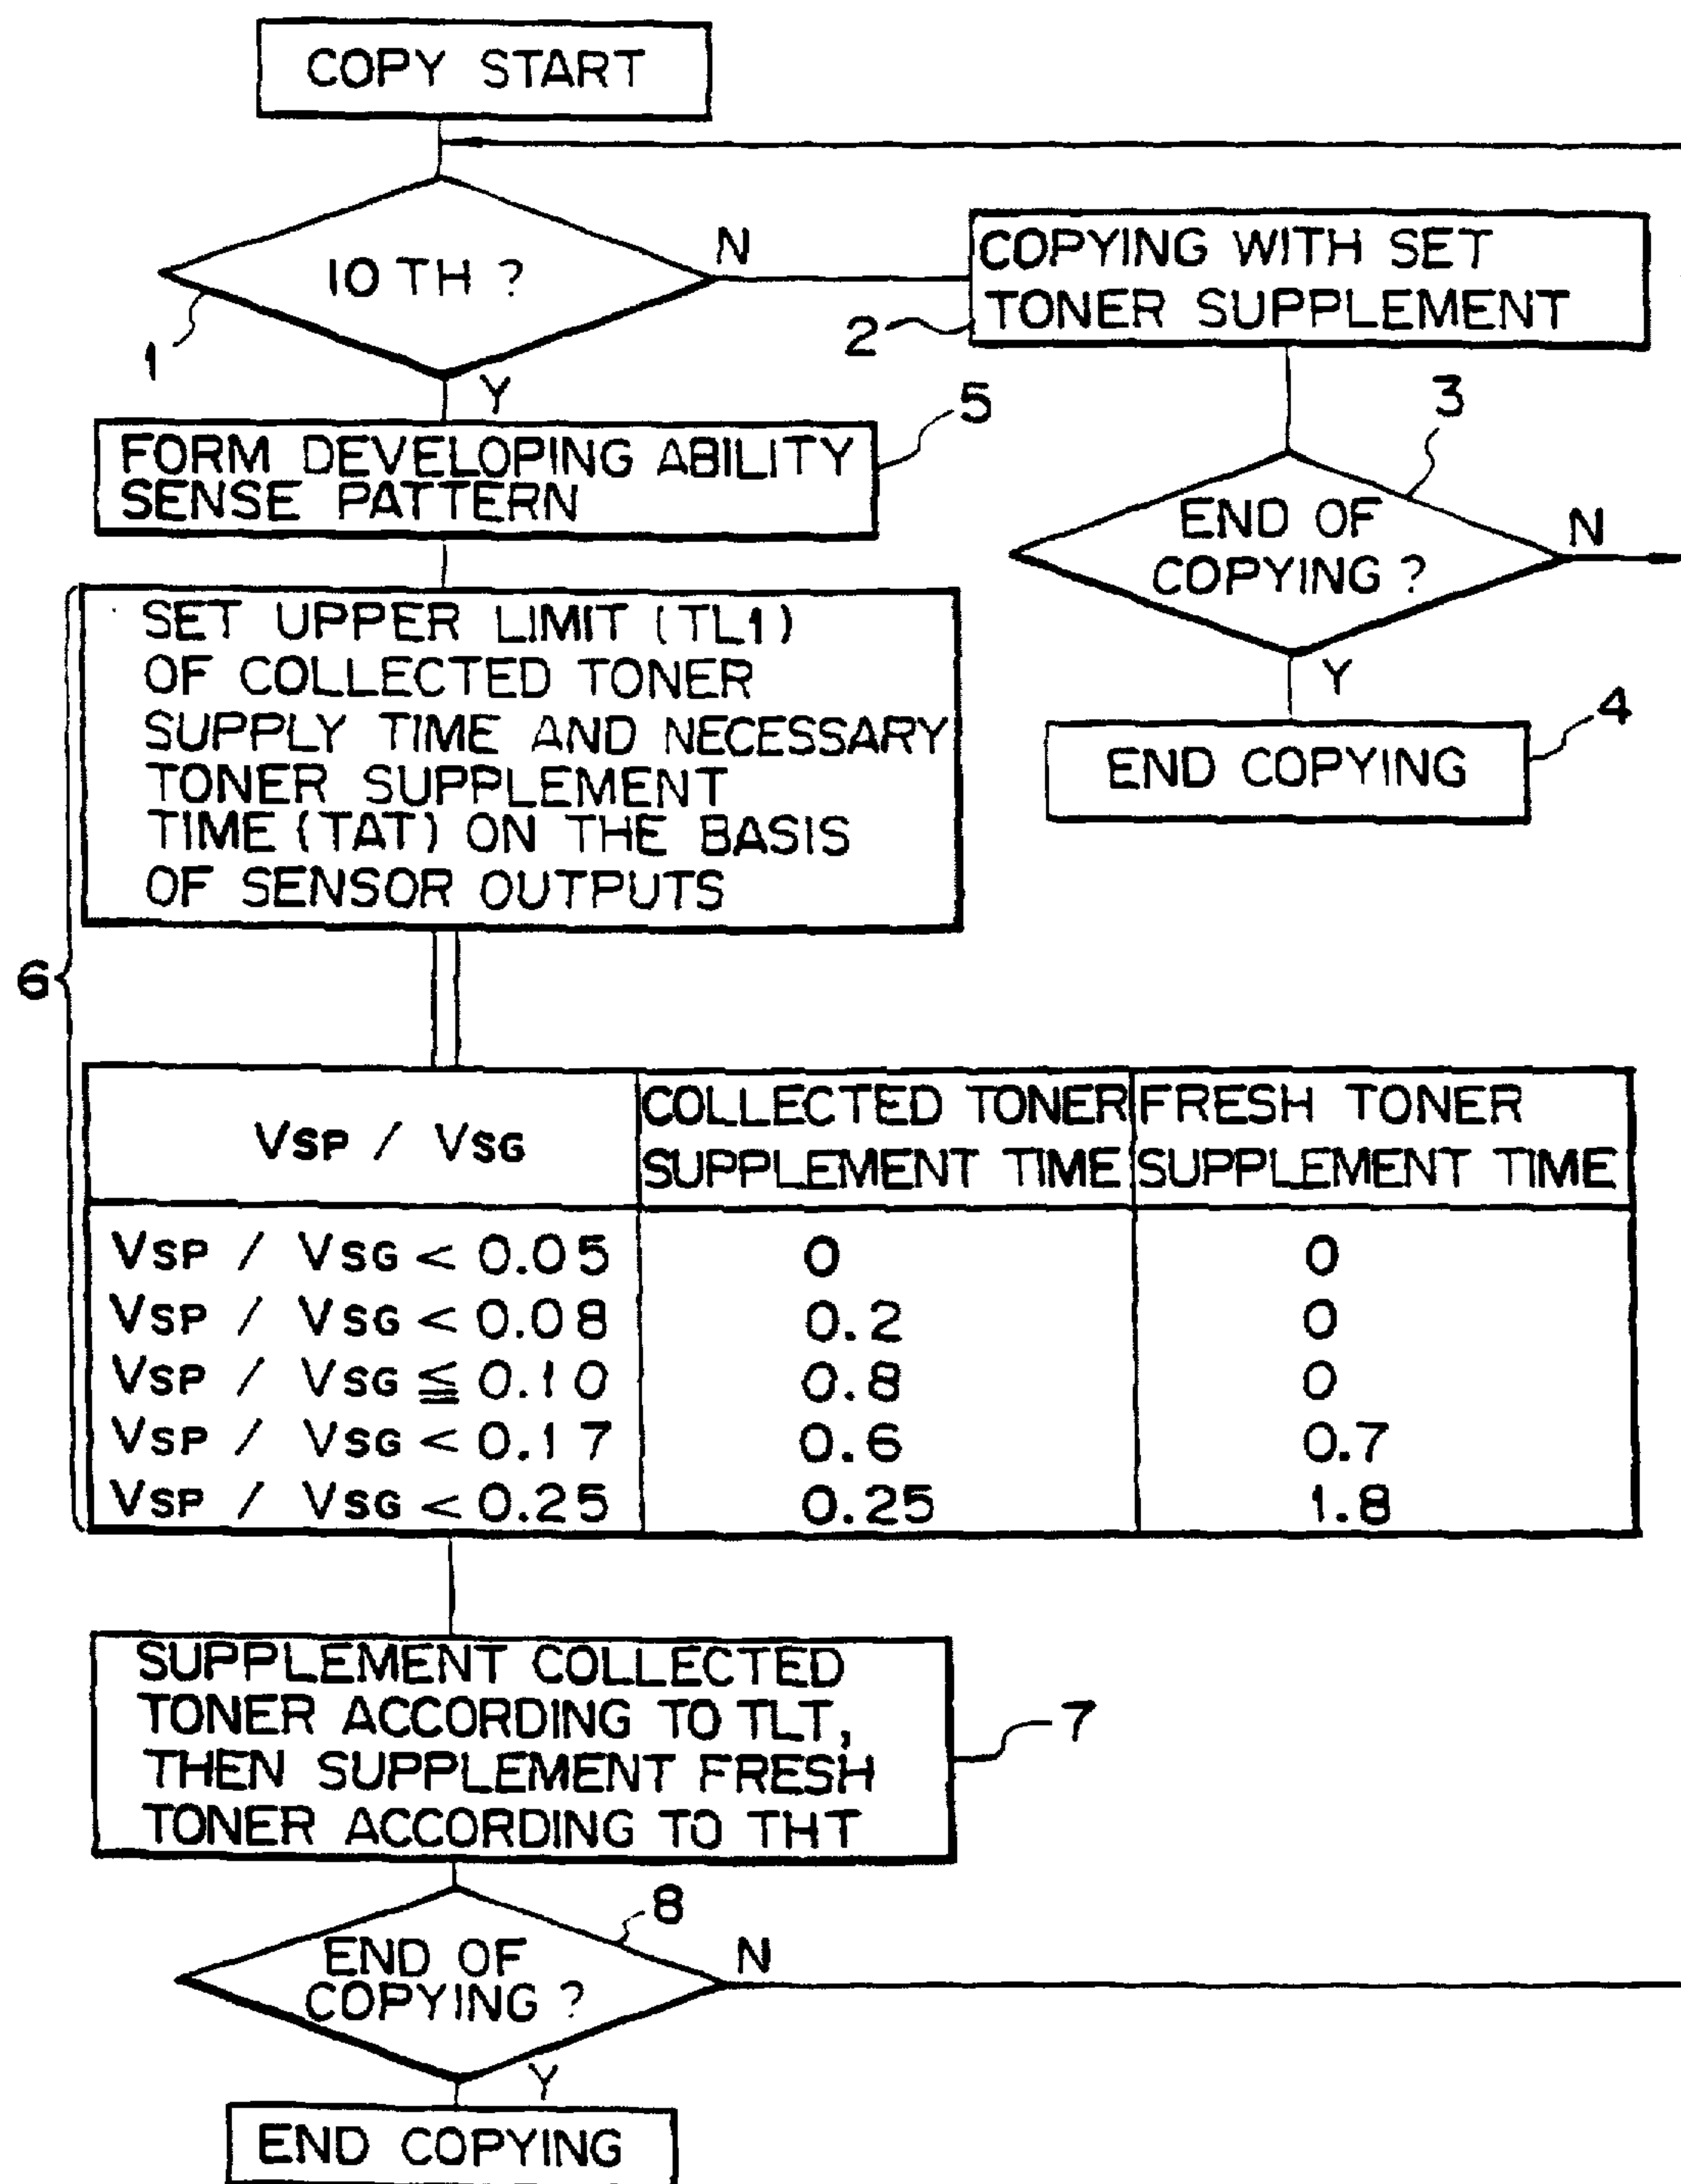 COPY START
10 TH ?
N
1
Y
COPYING WITH SET
TONER SUPPLEMENT
2
3
END OF
COPYING ?
N
Y
4
END COPYING
5
FORM DEVELOPING ABILITY
SENSE PATTERN
6
SET UPPER LIMIT (TL1)
OF COLLECTED TONER
SUPPLY TIME AND NECESSARY
TONER SUPPLEMENT
TIME (TAT) ON THE BASIS
OF SENSOR OUTPUTS
VSP / VSG
COLLECTED TONER
SUPPLEMENT TIME
FRESH TONER
SUPPLEMENT TIME
VSP / VSG < 0.05 0 0
VSP / VSG < 0.08 0.2 0
VSP / VSG ≦ 0.10 0.8 0
VSP / VSG < 0.17 0.6 0.7
VSP / VSG < 0.25 0.25 1.8
SUPPLEMENT COLLECTED
TONER ACCORDING TO TLT,
THEN SUPPLEMENT FRESH
TONER ACCORDING TO THT
7
8
END OF
COPYING ?
N
Y
END COPYING